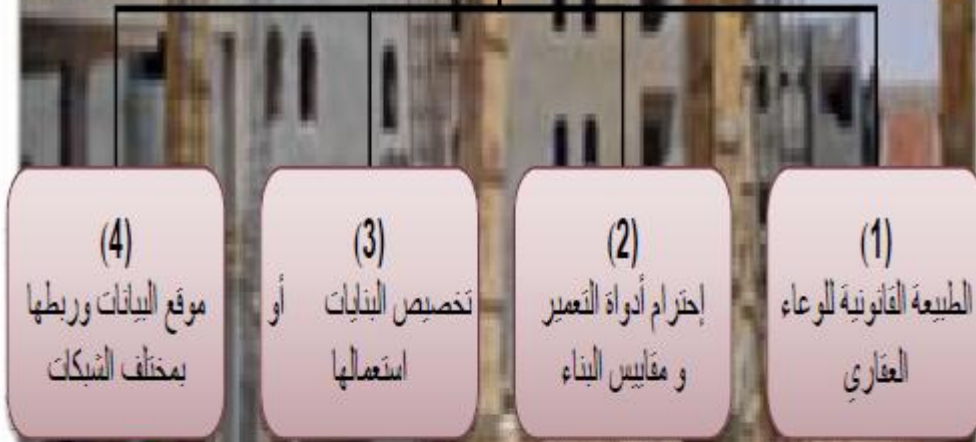 (1)
الطبيعة القانونية للوعاء
العقاري
(2)
إحترام أدواة التعمير
و مقاييس البناء
(3)
تخصيص البنايات أو
استعمالها
(4)
موقع البيانات وربطها
بمختلف الشبكات